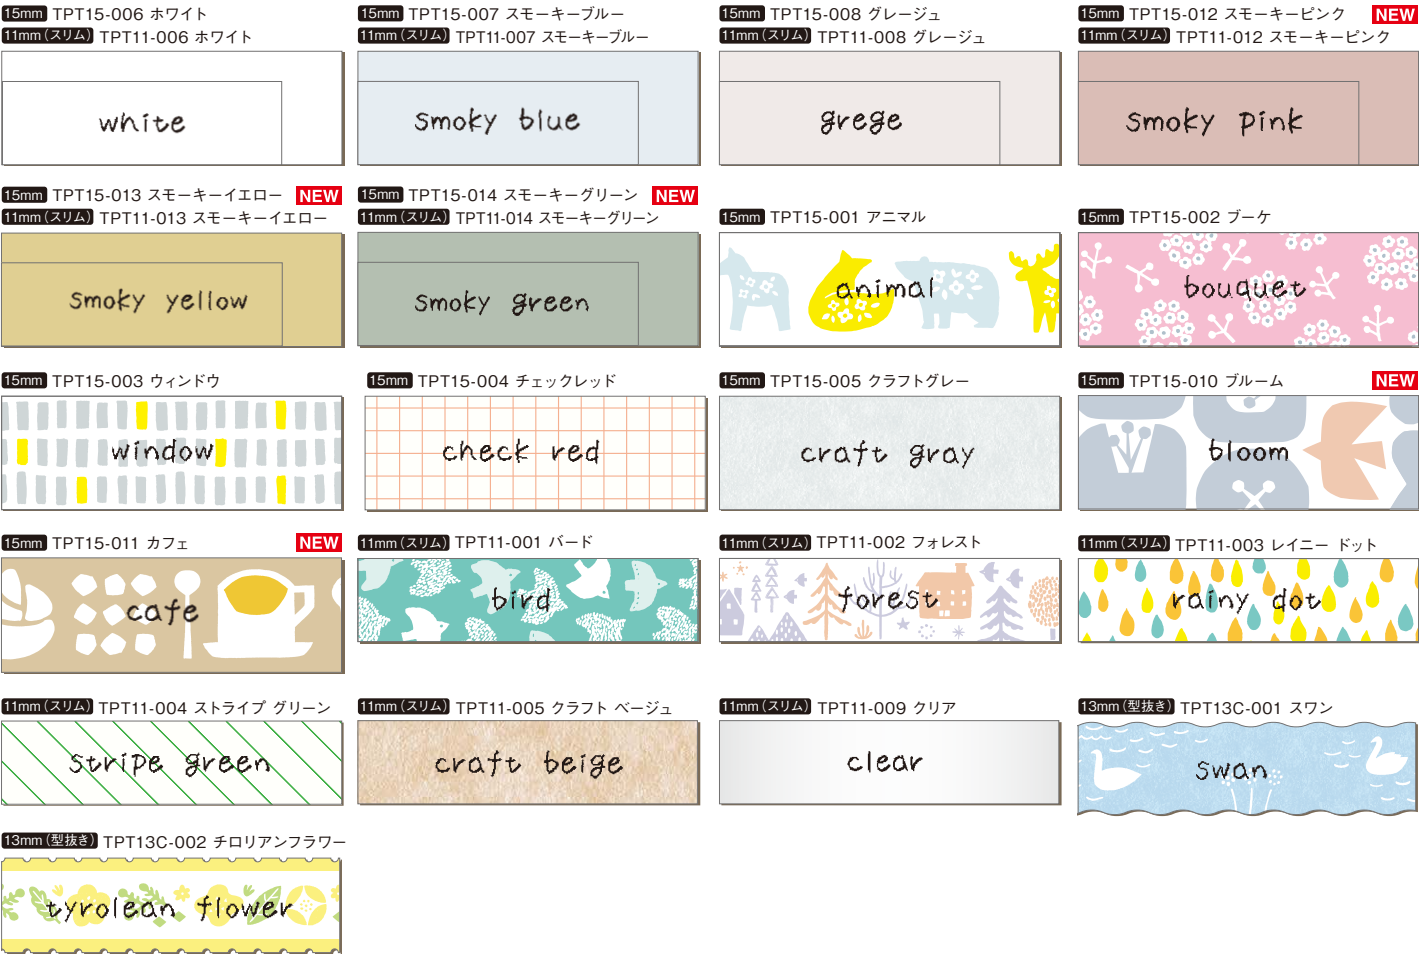 15mm TPT15-006 ホワイト
11mm（スリム） TPT11-006 ホワイト
white
15mm TPT15-007 スモーキーブルー
11mm（スリム） TPT11-007 スモーキーブルー
smoky blue
15mm TPT15-008 グレージュ
11mm（スリム） TPT11-008 グレージュ
grege
15mm TPT15-012 スモーキーピンク NEW
11mm（スリム） TPT11-012 スモーキーピンク
smoky pink
15mm TPT15-013 スモーキーイエロー NEW
11mm（スリム） TPT11-013 スモーキーイエロー
smoky yellow
15mm TPT15-014 スモーキーグリーン NEW
11mm（スリム） TPT11-014 スモーキーグリーン
smoky green
15mm TPT15-001 アニマル
animal
15mm TPT15-002 ブーケ
bouquet
15mm TPT15-003 ウィンドウ
window
15mm TPT15-004 チェックレッド
check red
15mm TPT15-005 クラフトグレー
craft gray
15mm TPT15-010 ブルーム NEW
bloom
15mm TPT15-011 カフェ NEW
cafe
11mm（スリム） TPT11-001 バード
bird
11mm（スリム） TPT11-002 フォレスト
forest
11mm（スリム） TPT11-003 レイニー ドット
rainy dot
11mm（スリム） TPT11-004 ストライプ グリーン
stripe green
11mm（スリム） TPT11-005 クラフト ベージュ
craft beige
11mm（スリム） TPT11-009 クリア
clear
13mm（型抜き） TPT13C-001 スワン
swan
13mm（型抜き） TPT13C-002 チロリアンフラワー
tyrolean flower